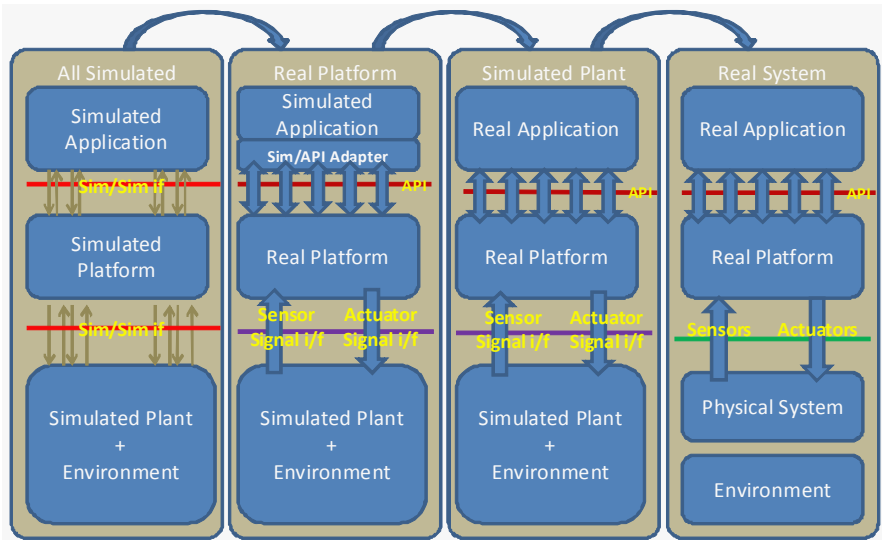 All Simulated
Simulated
Application
Sim/Sim if
Simulated
Platform
Sim/Sim if
Simulated Plant
+
Environment
Real Platform
Simulated
Application
Sim/API Adapter
API
Real Platform
Sensor
Signal i/f
Actuator
Signal i/f
Simulated Plant
+
Environment
Simulated Plant
Real Application
API
Real Platform
Sensor
Signal i/f
Actuator
Signal i/f
Simulated Plant
+
Environment
Real System
Real Application
API
Real Platform
Sensors
Actuators
Physical System
Environment